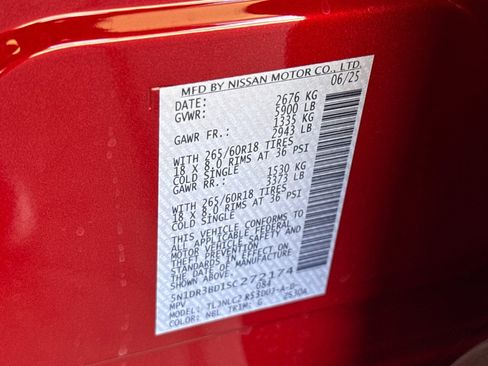 MFD BY NISSAN MOTOR CO., LTD.
DATE: 06/25
GVWR: 2676 KG
5900 LB
GAWR FR.: 1335 KG
2943 LB
WITH 265/60R18 TIRES
18 X 8.0 RIMS AT 36 PSI
COLD SINGLE
GAWR RR.: 1530 KG
3373 LB
WITH 265/60R18 TIRES
18 X 8.0 RIMS AT 36 PSI
COLD SINGLE
THIS VEHICLE CONFORMS TO
ALL APPLICABLE FEDERAL
MOTOR VEHICLE SAFETY AND
THEFT PREVENTION
STANDARDS IN EFFECT ON
THE DATE OF MANUFACTURE
5N1DR3BD1SC272174
MPV 084
MODEL:
COLOR: NBL TRIM: G